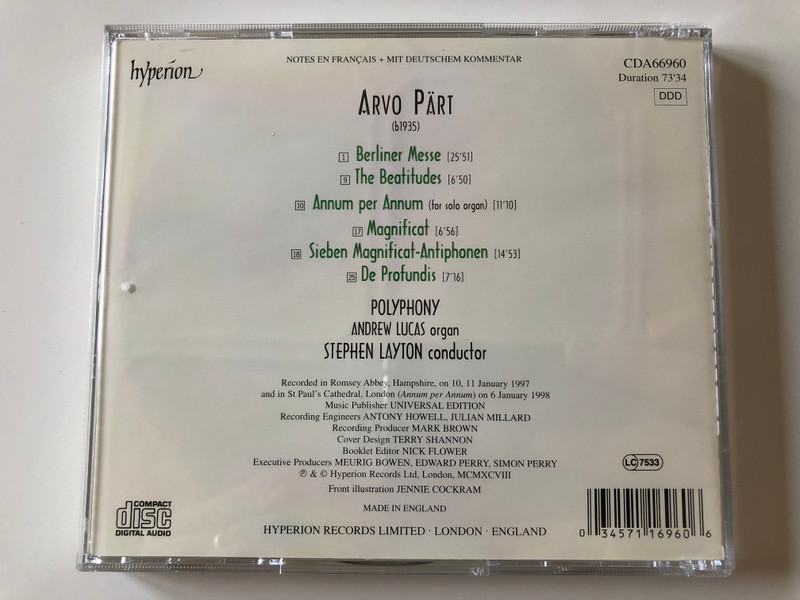 hyperion
NOTES EN FRANÇAIS + MIT DEUTSCHEM KOMMENTAR
CDA66960
Duration 73'34
DDD
ARVO PÄRT
(b1935)
1 Berliner Messe [25'51]
9 The Beatitudes [6'50]
10 Annum per Annum (for solo organ) [11'10]
17 Magnificat [6'56]
18 Sieben Magnificat-Antiphonen [14'53]
25 De Profundis [7'16]
POLYPHONY
ANDREW LUCAS organ
STEPHEN LAYTON conductor
Recorded in Romsey Abbey, Hampshire, on 10, 11 January 1997
and in St Paul's Cathedral, London (Annum per Annum) on 6 January 1998
Music Publisher UNIVERSAL EDITION
Recording Engineers ANTONY HOWELL, JULIAN MILLARD
Recording Producer MARK BROWN
Cover Design TERRY SHANNON
Booklet Editor NICK FLOWER
Executive Producers MEURIG BOWEN, EDWARD PERRY, SIMON PERRY
℗ & © Hyperion Records Ltd, London, MCMXCVIII
Front illustration JENNIE COCKRAM
MADE IN ENGLAND
HYPERION RECORDS LIMITED · LONDON · ENGLAND
COMPACT
disc
DIGITAL AUDIO
LC 7533
0 34571 16960 6